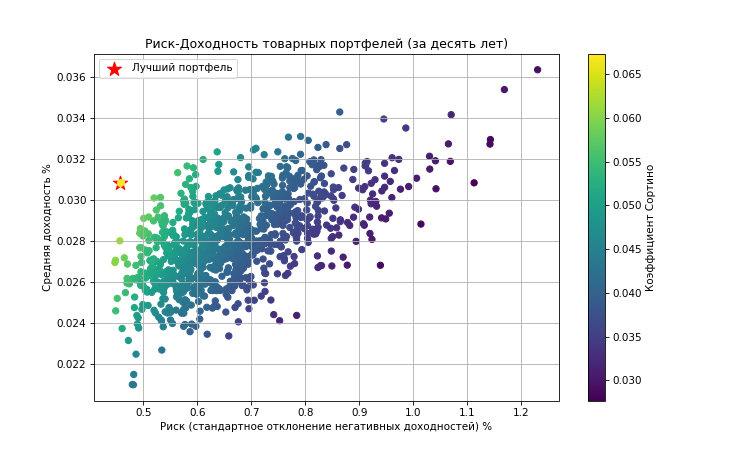 Риск-Доходность товарных портфелей (за десять лет)
Лучший портфель
Средняя доходность %
0.036
0.034
0.032
0.030
0.028
0.026
0.024
0.022
0.5 0.6 0.7 0.8 0.9 1.0 1.1 1.2
Риск (стандартное отклонение негативных доходностей) %
0.065
0.060
0.055
0.050
0.045
0.040
0.035
0.030
Коэффициент Сортино